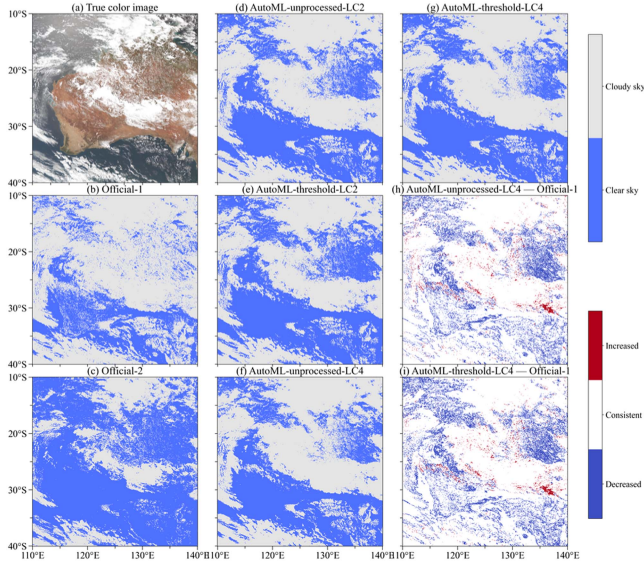 (a) True color image
(d) AutoML-unprocessed-LC2
(g) AutoML-threshold-LC4
10°S
20°S
30°S
40°S
Cloudy sky
Clear sky
(b) Official-1
(e) AutoML-threshold-LC2
(h) AutoML-unprocessed-LC4 — Official-1
10°S
20°S
30°S
40°S
Increased
Consistent
Decreased
(c) Official-2
(f) AutoML-unprocessed-LC4
(i) AutoML-threshold-LC4 — Official-1
10°S
20°S
30°S
40°S
110°E 120°E 130°E 140°E 110°E 120°E 130°E 140°E 110°E 120°E 130°E 140°E